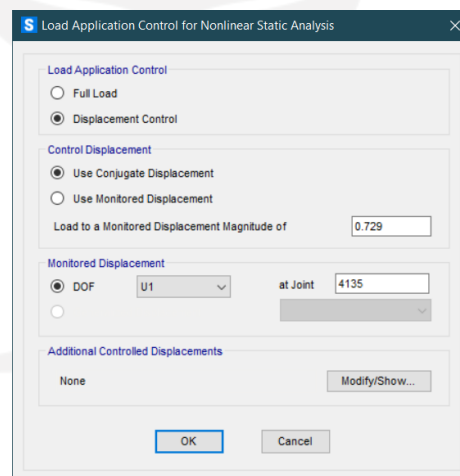 S Load Application Control for Nonlinear Static Analysis
Load Application Control
Full Load
Displacement Control
Control Displacement
Use Conjugate Displacement
Use Monitored Displacement
Load to a Monitored Displacement Magnitude of 0.729
Monitored Displacement
DOF U1 at Joint 4135
Additional Controlled Displacements
None Modify/Show...
OK Cancel